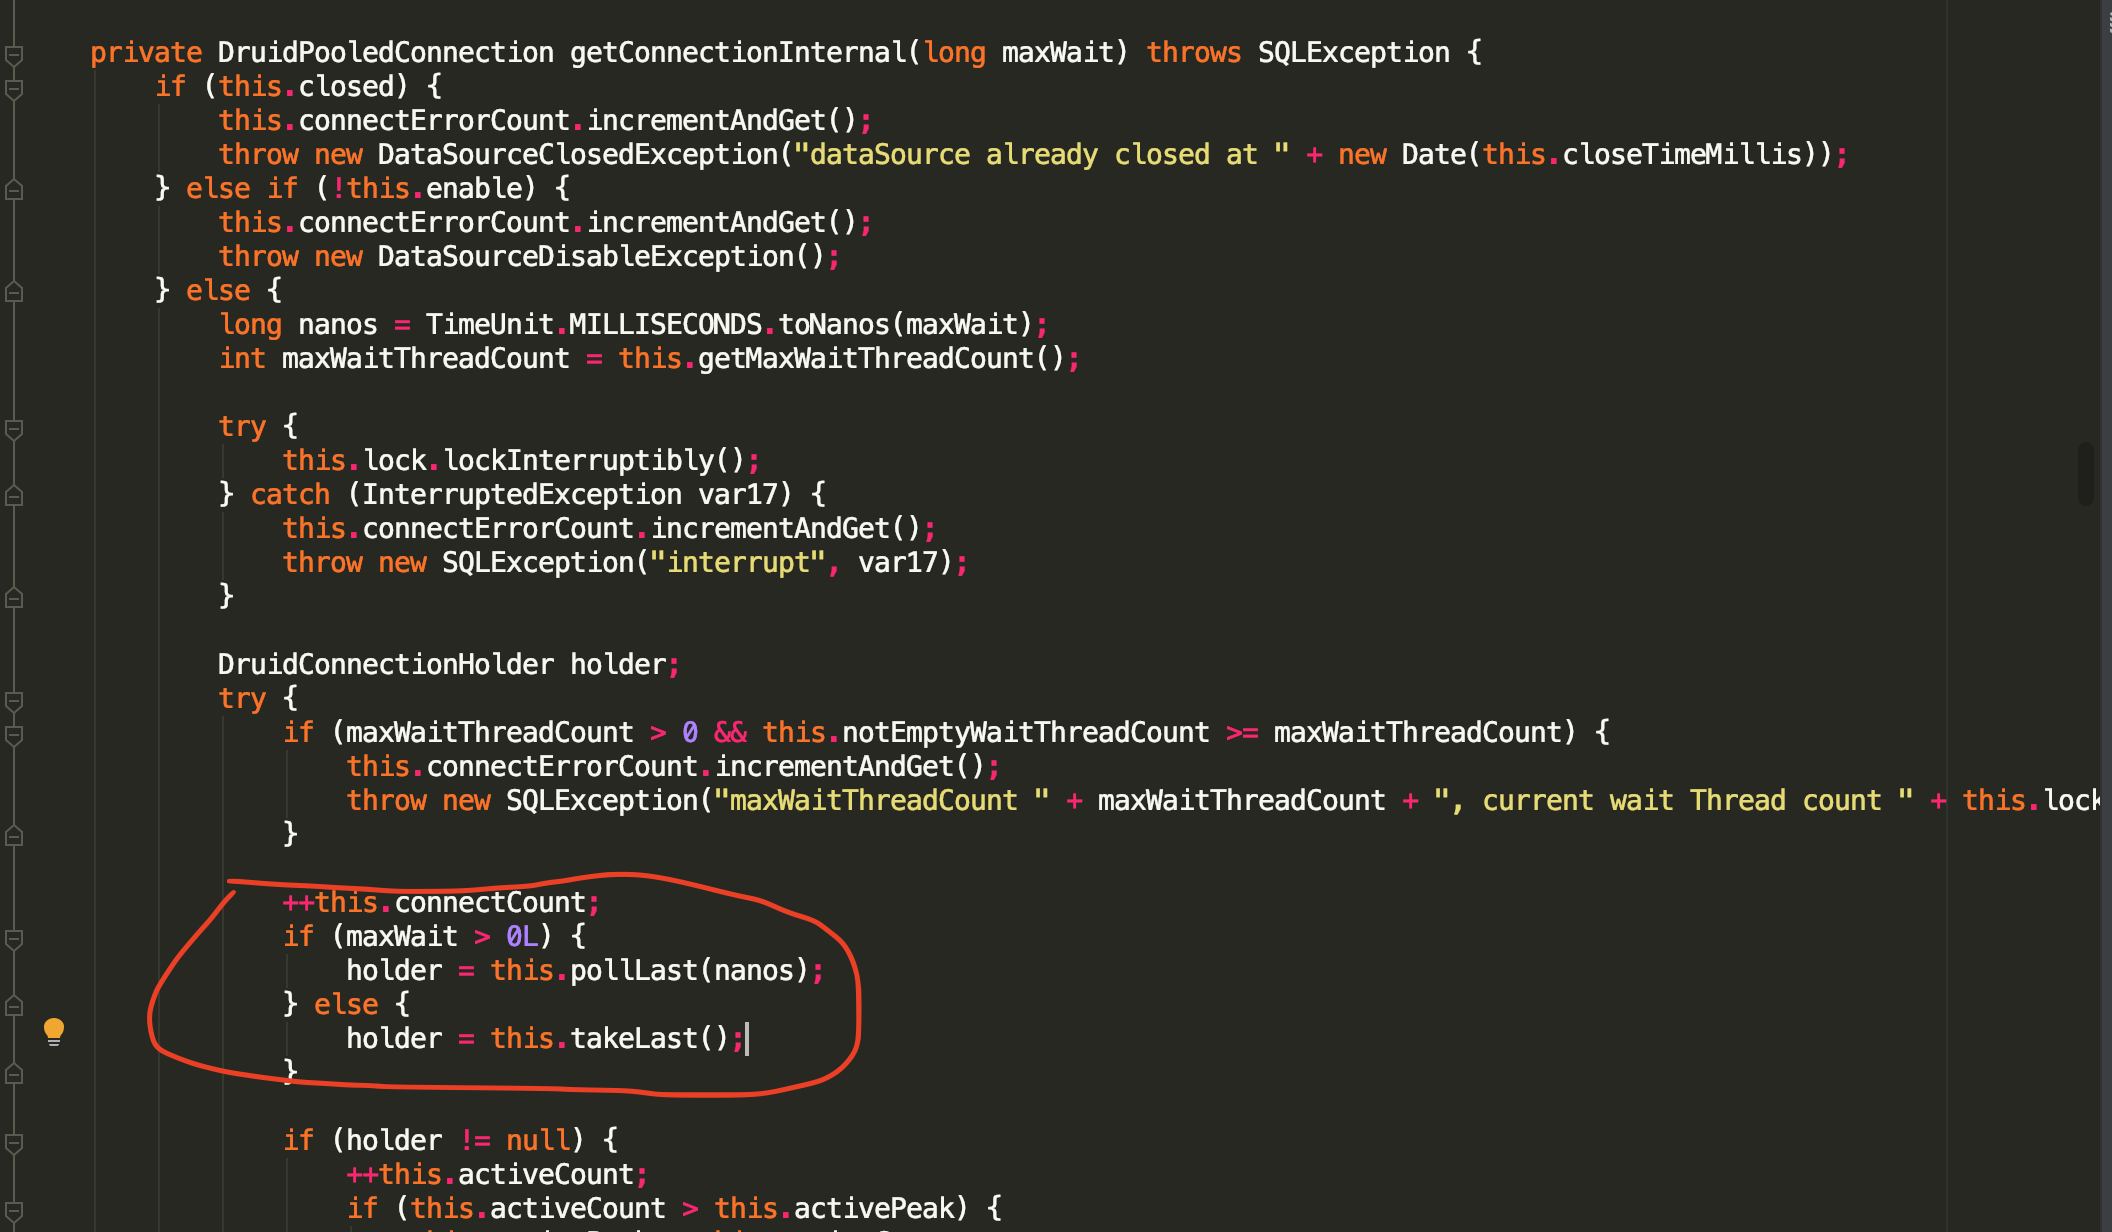 private DruidPooledConnection getConnectionInternal(long maxWait) throws SQLException {
if (this.closed) {
this.connectErrorCount.incrementAndGet();
throw new DataSourceClosedException("dataSource already closed at " + new Date(this.closeTimeMillis));
} else if (!this.enable) {
this.connectErrorCount.incrementAndGet();
throw new DataSourceDisableException();
} else {
long nanos = TimeUnit.MILLISECONDS.toNanos(maxWait);
int maxWaitThreadCount = this.getMaxWaitThreadCount();
try {
this.lock.lockInterruptibly();
} catch (InterruptedException var17) {
this.connectErrorCount.incrementAndGet();
throw new SQLException("interrupt", var17);
}
DruidConnectionHolder holder;
try {
if (maxWaitThreadCount > 0 && this.notEmptyWaitThreadCount >= maxWaitThreadCount) {
this.connectErrorCount.incrementAndGet();
throw new SQLException("maxWaitThreadCount " + maxWaitThreadCount + ", current wait Thread count " + this.lock
}
++this.connectCount;
if (maxWait > 0L) {
holder = this.pollLast(nanos);
} else {
holder = this.takeLast();
}
if (holder != null) {
++this.activeCount;
if (this.activeCount > this.activePeak) {